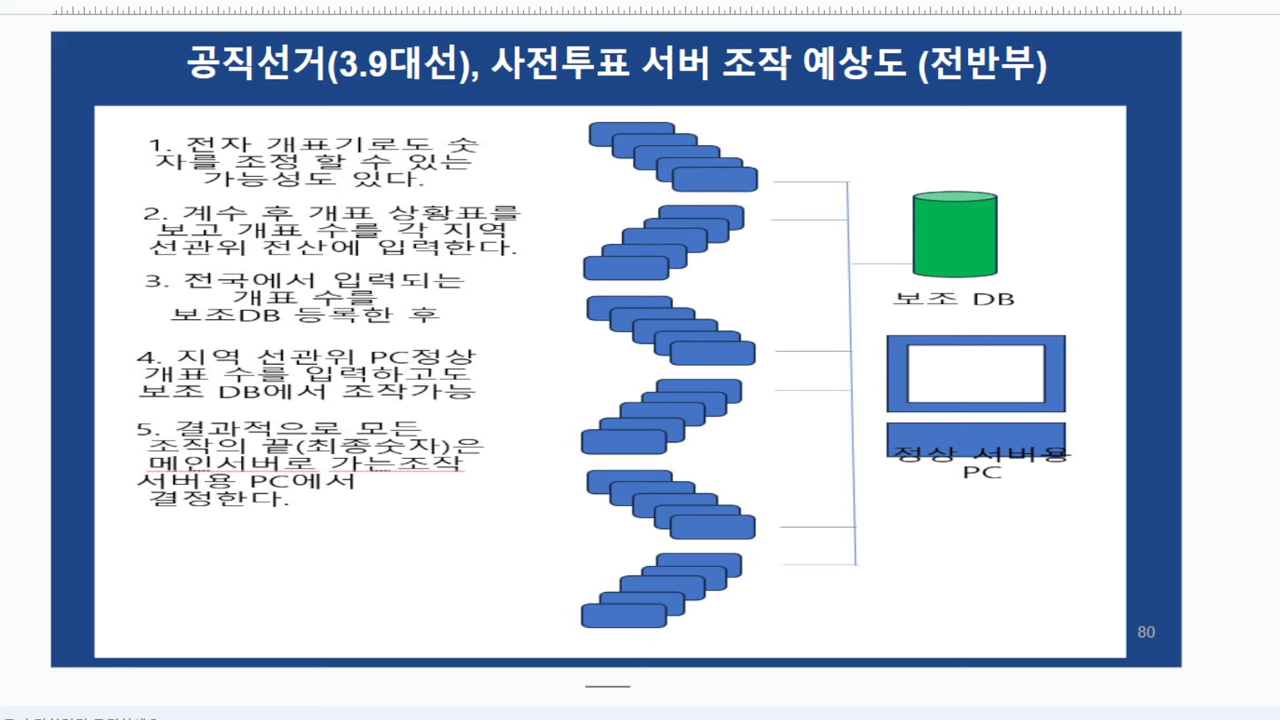 공직선거(3.9대선), 사전투표 서버 조작 예상도 (전반부)
1. 전자 개표기로도 숫
자를 조정 할 수 있는
가능성도 있다.
2. 계수 후 개표 상황표를
보고 개표 수를 각 지역
선관위 전산에 입력한다.
3. 전국에서 입력되는
개표 수를
보조DB 등록한 후
4. 지역 선관위 PC정상
개표 수를 입력하고도
보조 DB에서 조작가능
5. 결과적으로 모든
조작의 끝(최종숫자)은
메인서버로 가는조작
서버용 PC에서
결정한다.
보조 DB
정상 서버용
PC
80